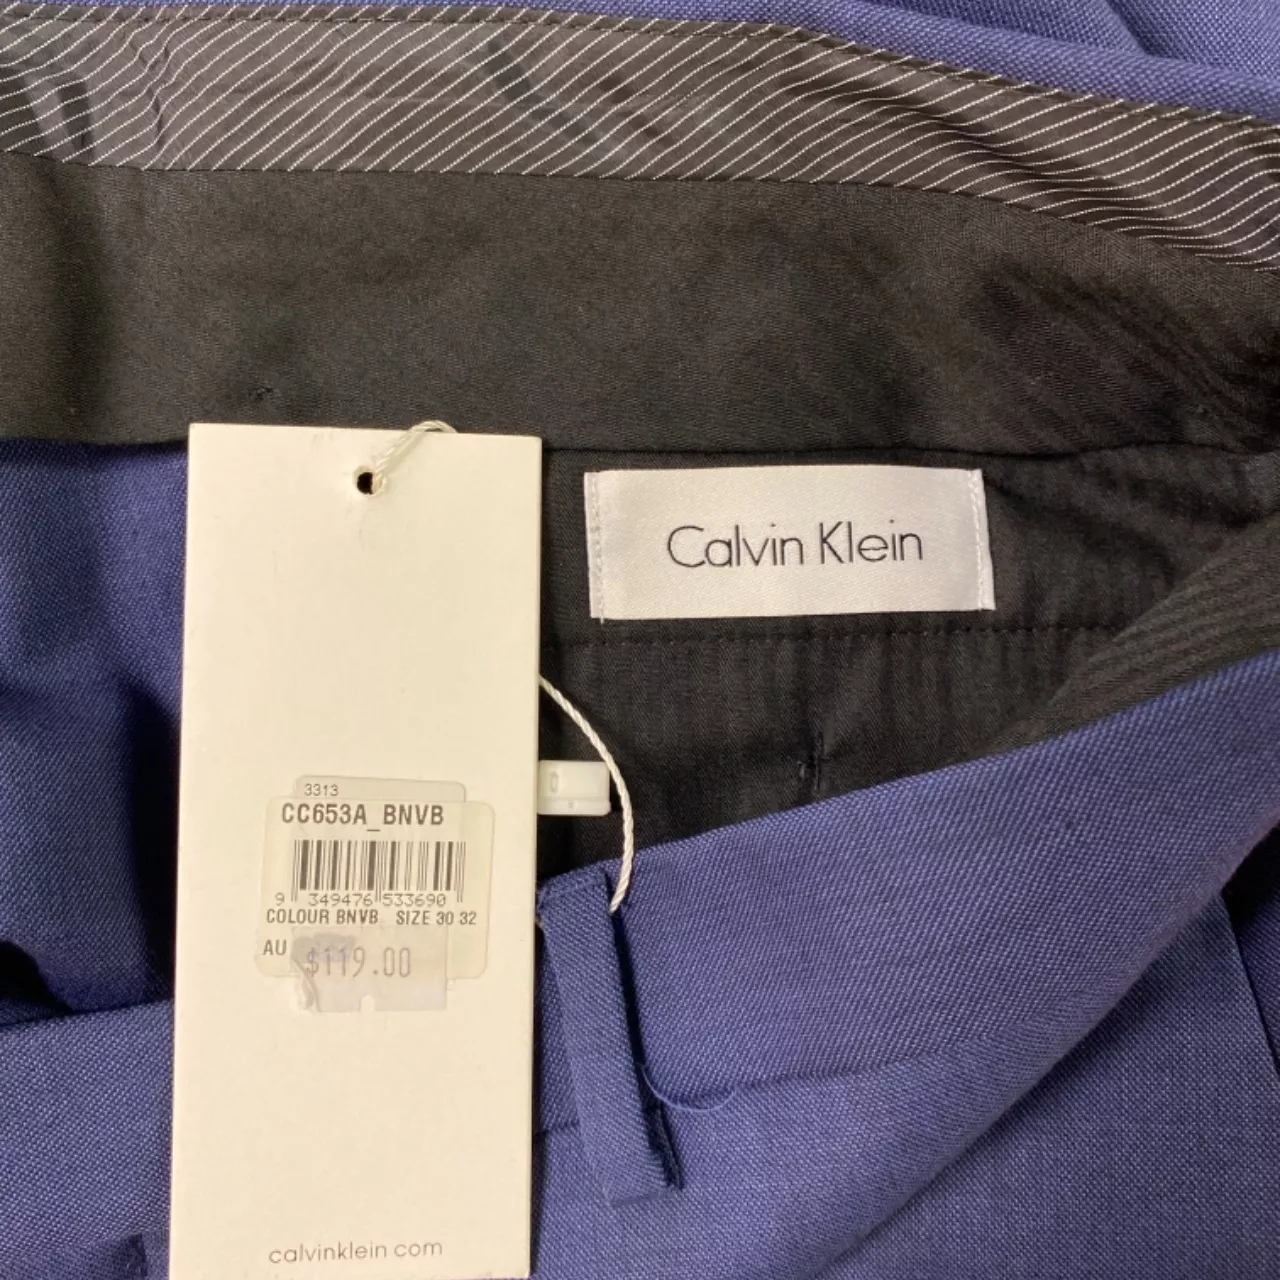 Calvin Klein
3313
CC653A_BNVB
9 349476 533690
COLOUR BNVB SIZE 30 32
AU $119.00
calvinklein.com